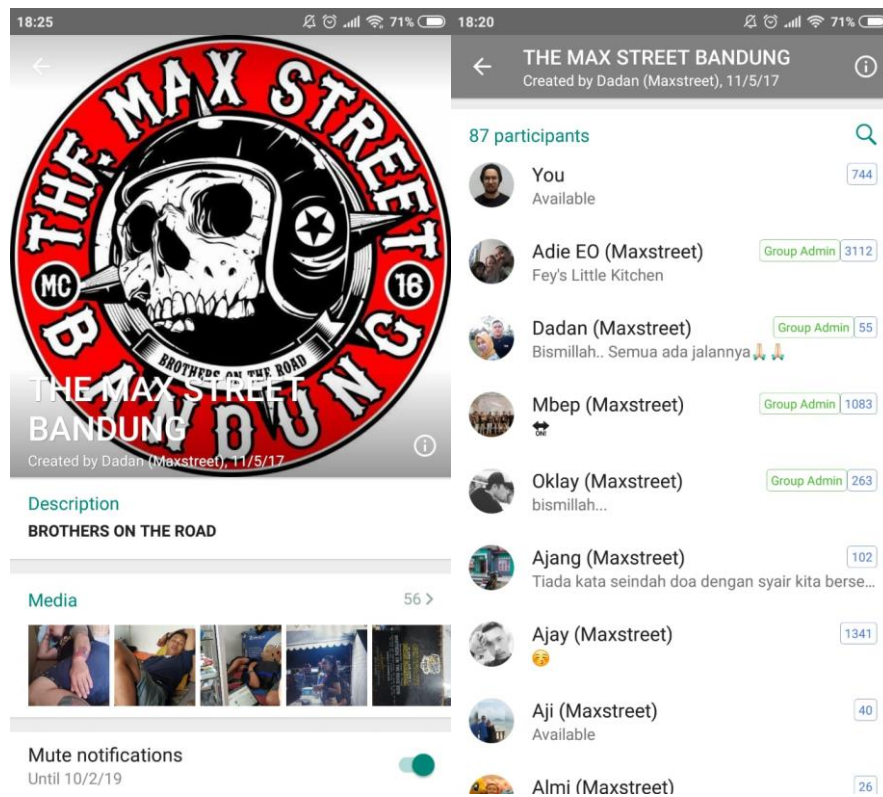 18:25
71%
THE MAX STREET
BANDUNG
MC
16
BROTHERS ON THE ROAD
THE MAX STREET
BANDUNG
Created by Dadan (Maxstreet), 11/5/17
Description
BROTHERS ON THE ROAD
Media
56
Mute notifications
Until 10/2/19
18:20
71%
THE MAX STREET BANDUNG
Created by Dadan (Maxstreet), 11/5/17
87 participants
You
744
Available
Adie EO (Maxstreet)
Group Admin 3112
Fey's Little Kitchen
Dadan (Maxstreet)
Group Admin 55
Bismillah.. Semua ada jalannya🙏🏻🙏🏻
Mbep (Maxstreet)
Group Admin 1083
ON!
Oklay (Maxstreet)
Group Admin 263
bismillah...
Ajang (Maxstreet)
102
Tiada kata seindah doa dengan syair kita berse...
Ajay (Maxstreet)
1341
😚
Aji (Maxstreet)
40
Available
Almi (Maxstreet)
26